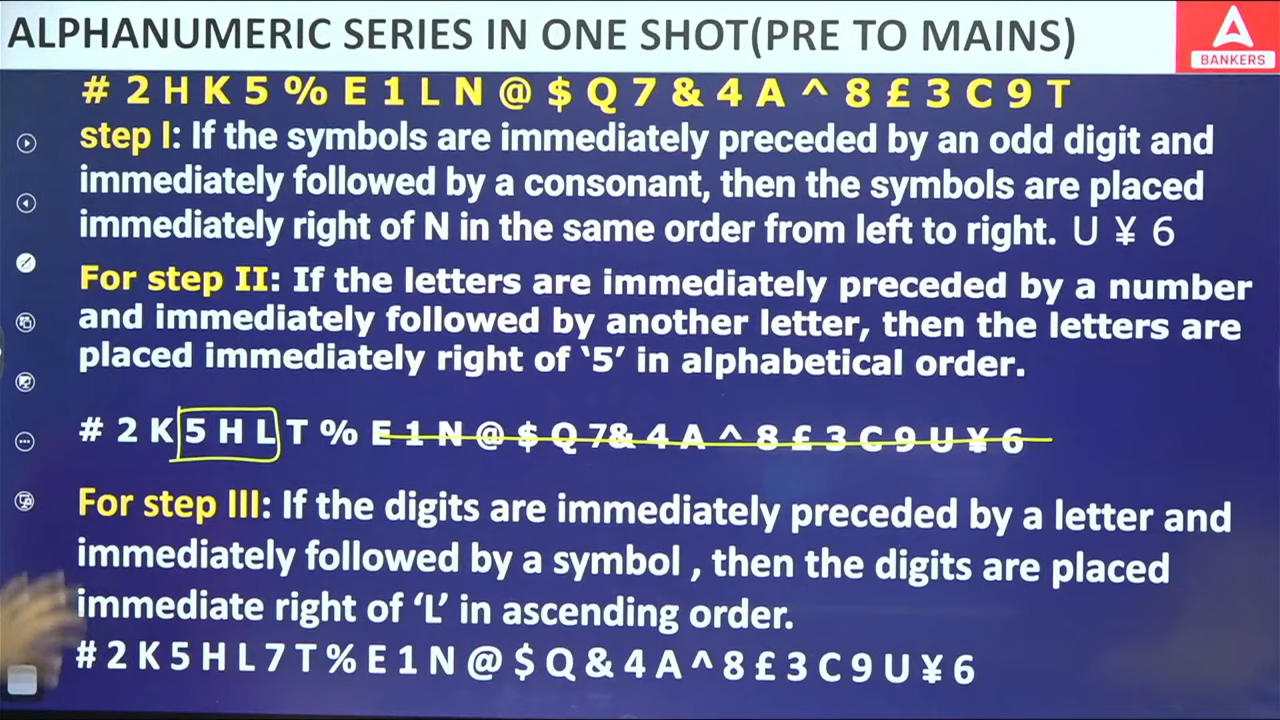 ALPHANUMERIC SERIES IN ONE SHOT(PRE TO MAINS)
A
BANKERS
# 2 H K 5 % E 1 L N @ $ Q 7 & 4 A ^ 8 £ 3 C 9 T
step I: If the symbols are immediately preceded by an odd digit and
immediately followed by a consonant, then the symbols are placed
immediately right of N in the same order from left to right. U ¥ 6
For step II: If the letters are immediately preceded by a number
and immediately followed by another letter, then the letters are
placed immediately right of ‘5’ in alphabetical order.
# 2 K 5 H L T % E 1 N @ $ Q 7& 4 A ^ 8 £ 3 C 9 U ¥ 6
For step III: If the digits are immediately preceded by a letter and
immediately followed by a symbol , then the digits are placed
immediate right of ‘L’ in ascending order.
# 2 K 5 H L 7 T % E 1 N @ $ Q & 4 A ^ 8 £ 3 C 9 U ¥ 6